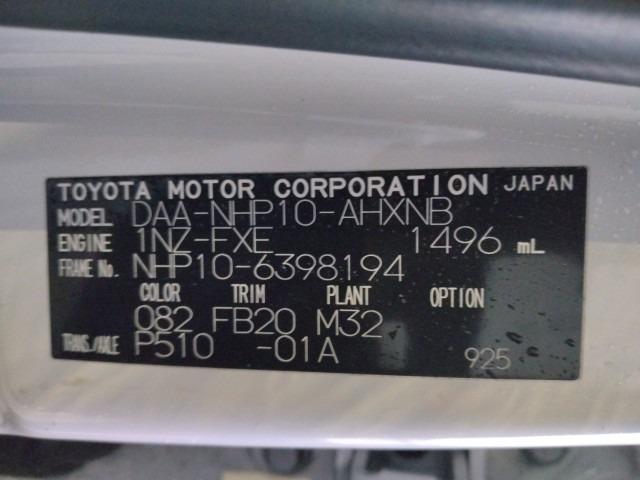 TOYOTA MOTOR CORPORATION JAPAN
MODEL DAA-NHP10-AHXNB
ENGINE 1NZ-FXE 1496 mL
FRAME No. NHP10-6398194
COLOR TRIM PLANT OPTION
082 FB20 M32
TRANS./AXLE P510 -01A 925